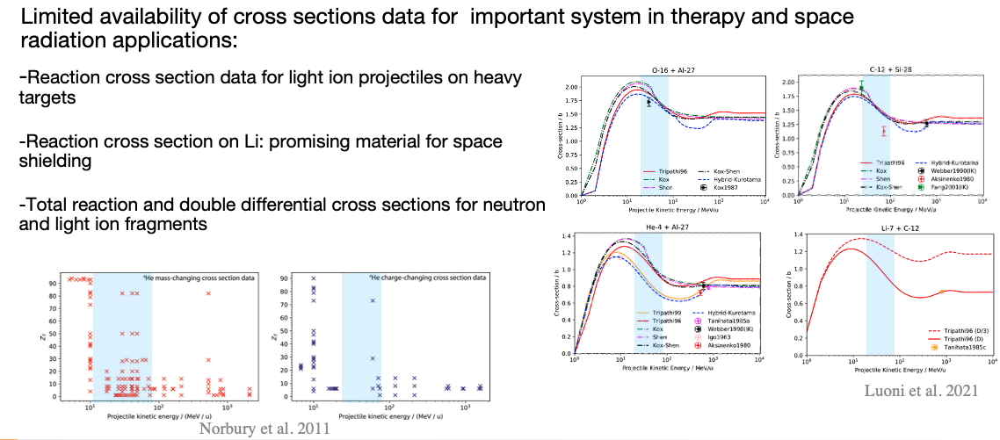 Limited availability of cross sections data for important system in therapy and space
radiation applications:
-Reaction cross section data for light ion projectiles on heavy
targets
-Reaction cross section on Li: promising material for space
shielding
-Total reaction and double differential cross sections for neutron
and light ion fragments
⁴He mass-changing cross section data
90
80
70
60
50
40
30
20
10
0
Z_T
10¹ 10² 10³
Projectile kinetic energy / (MeV / u)
⁴He charge-changing cross section data
90
80
70
60
50
40
30
20
10
0
Z_T
10¹ 10² 10³
Projectile kinetic energy / (MeV / u)
Norbury et al. 2011
O-16 + Al-27
Cross-section / b
2.00
1.75
1.50
1.25
1.00
0.75
0.50
0.25
0.00
Tripathi96
Kox
Shen
Kox-Shen
Hybrid-Kurotama
Kox1987
10⁰ 10¹ 10² 10³ 10⁴
Projectile Kinetic Energy / MeV/u
C-12 + Si-28
Cross-section / b
2.00
1.75
1.50
1.25
1.00
0.75
0.50
0.25
0.00
Tripathi96
Kox
Shen
Kox-Shen
Hybrid-Kurotama
Webber1990(IK)
Aksinenko1980
Fang2001(IK)
10⁰ 10¹ 10² 10³ 10⁴
Projectile Kinetic Energy / MeV/u
He-4 + Al-27
Cross-section / b
1.4
1.2
1.0
0.8
0.6
0.4
0.2
0.0
Tripathi99
Tripathi96
Kox
Shen
Kox-Shen
Hybrid-Kurotama
Tanihata1985a
Webber1990(IK)
Igo1963
Aksinenko1980
10⁰ 10¹ 10² 10³ 10⁴
Projectile Kinetic Energy / MeV/u
Li-7 + C-12
Cross-section / b
1.4
1.2
1.0
0.8
0.6
0.4
0.2
0.0
Tripathi96 (D/3)
Tripathi96 (D)
Tanihata1985c
10⁰ 10¹ 10² 10³ 10⁴
Projectile Kinetic Energy / MeV/u
Luoni et al. 2021